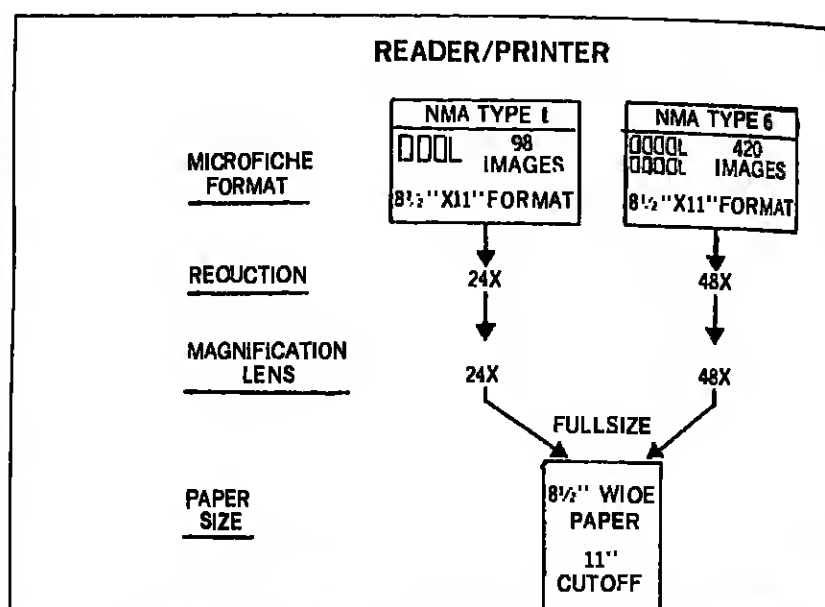 READER/PRINTER
NMA TYPE 1
98
IMAGES
8½"X11"FORMAT
NMA TYPE 6
420
IMAGES
8½"X11"FORMAT
MICROFICHE
FORMAT
REDUCTION
24X
48X
MAGNIFICATION
LENS
24X
48X
FULLSIZE
PAPER
SIZE
8½" WIDE
PAPER
11"
CUTOFF